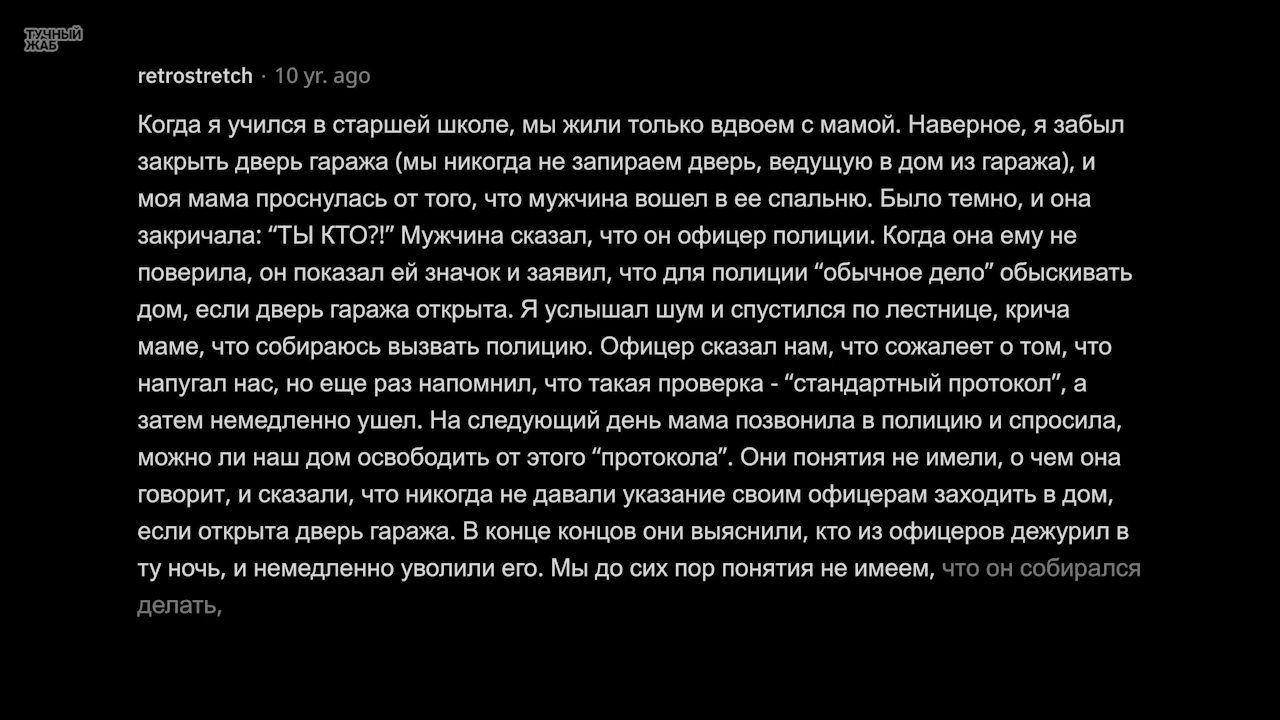 ТУЧНЫЙ
ЖАБ
retrostretch · 10 yr. ago
Когда я учился в старшей школе, мы жили только вдвоем с мамой. Наверное, я забыл
закрыть дверь гаража (мы никогда не запираем дверь, ведущую в дом из гаража), и
моя мама проснулась от того, что мужчина вошел в ее спальню. Было темно, и она
закричала: “ТЫ КТО?!” Мужчина сказал, что он офицер полиции. Когда она ему не
поверила, он показал ей значок и заявил, что для полиции “обычное дело” обыскивать
дом, если дверь гаража открыта. Я услышал шум и спустился по лестнице, крича
маме, что собираюсь вызвать полицию. Офицер сказал нам, что сожалеет о том, что
напугал нас, но еще раз напомнил, что такая проверка - “стандартный протокол”, а
затем немедленно ушел. На следующий день мама позвонила в полицию и спросила,
можно ли наш дом освободить от этого “протокола”. Они понятия не имели, о чем она
говорит, и сказали, что никогда не давали указание своим офицерам заходить в дом,
если открыта дверь гаража. В конце концов они выяснили, кто из офицеров дежурил в
ту ночь, и немедленно уволили его. Мы до сих пор понятия не имеем, что он собирался
делать,